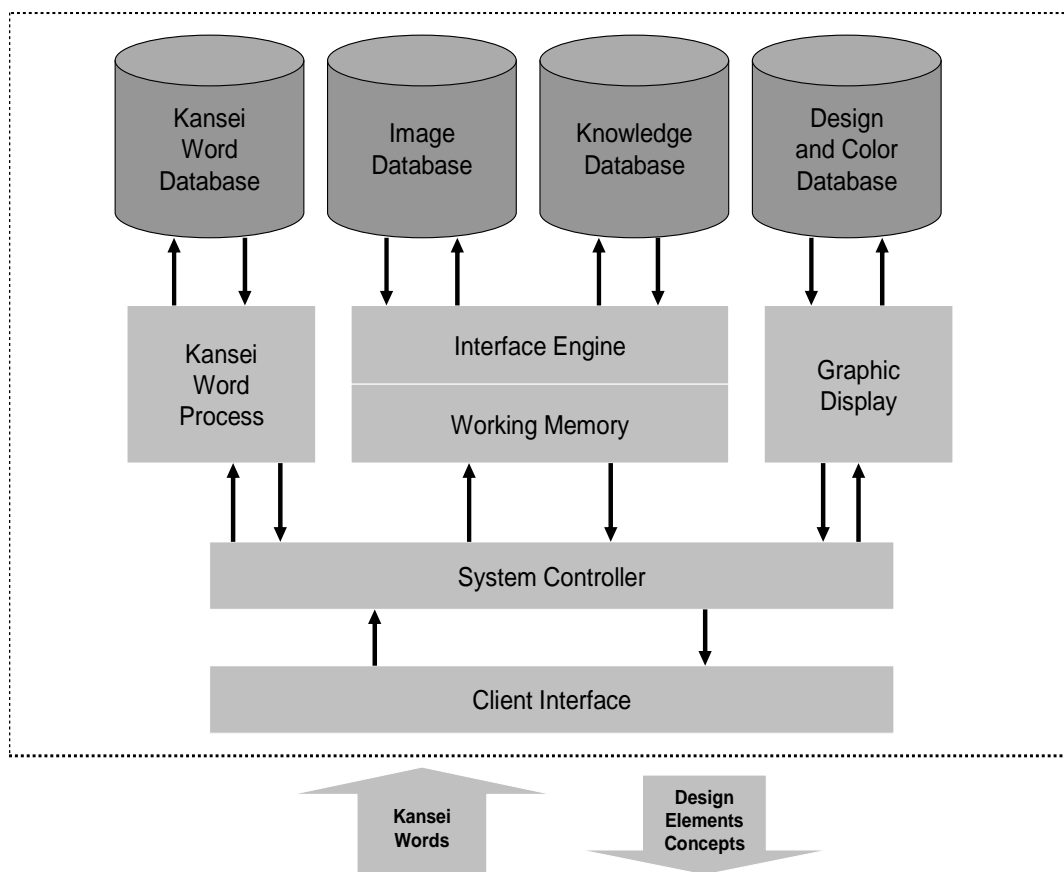 Kansei
Word
Database
Image
Database
Knowledge
Database
Design
and Color
Database
Kansei
Word
Process
Interface Engine
Working Memory
Graphic
Display
System Controller
Client Interface
Kansei
Words
Design
Elements
Concepts